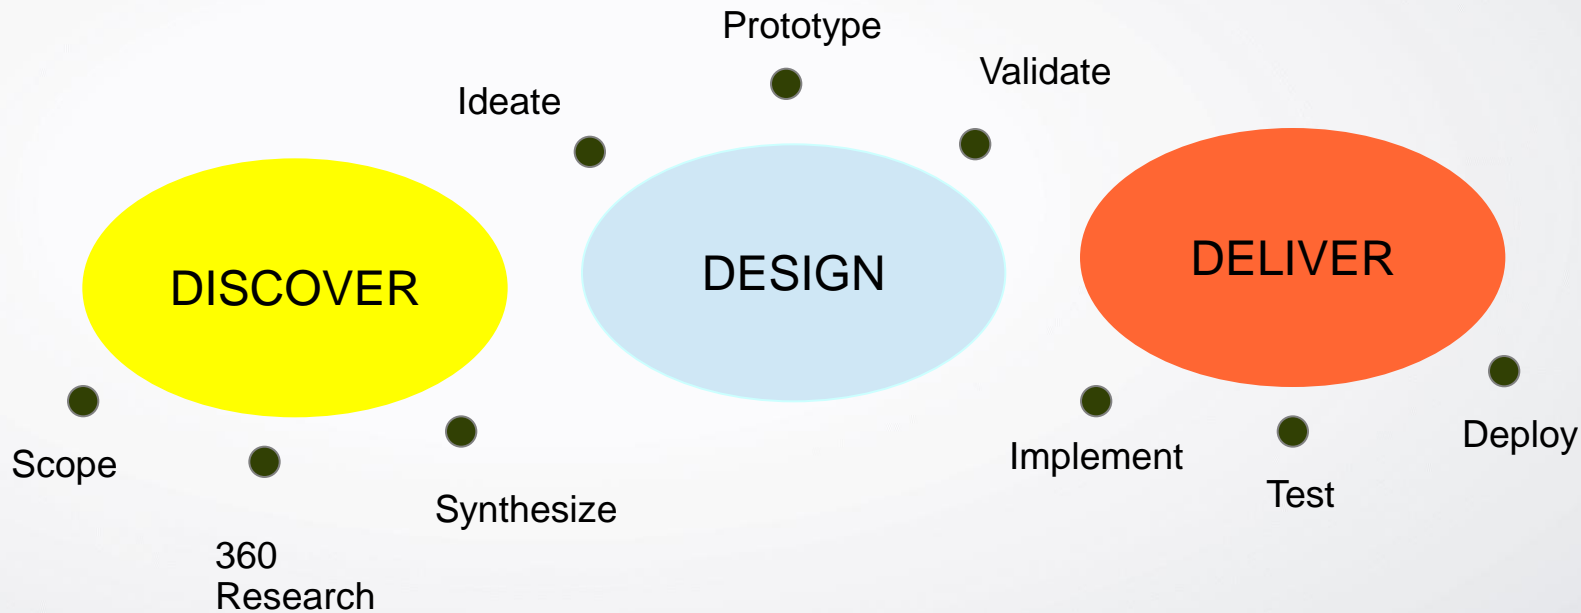 Prototype
Validate
Ideate
DISCOVER
DESIGN
DELIVER
Scope
360
Research
Synthesize
Implement
Test
Deploy